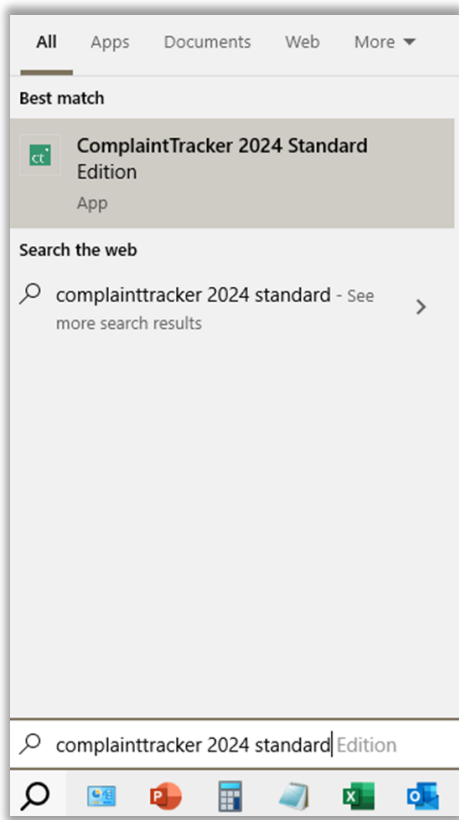 All Apps Documents Web More
Best match
ct
ComplaintTracker 2024 Standard
Edition
App
Search the web
complainttracker 2024 standard - See
more search results
complainttracker 2024 standard Edition